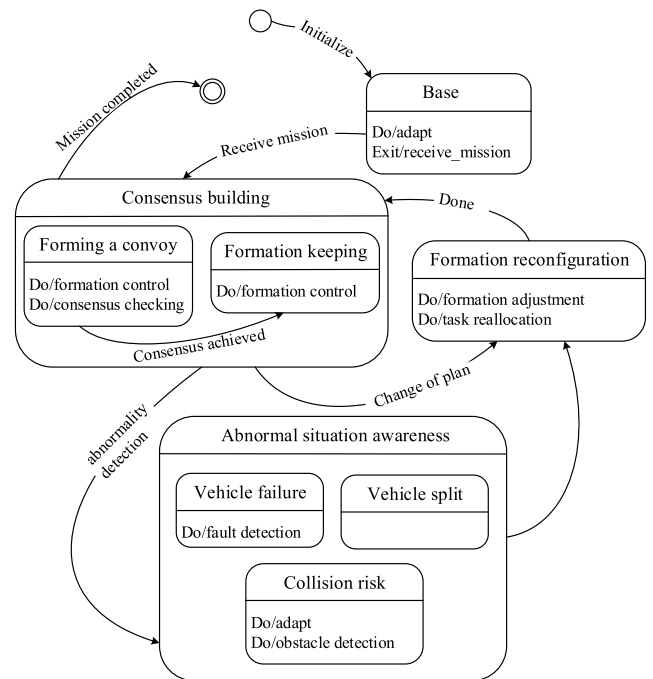 Initialize
Base
Do/adapt
Exit/receive_mission
Mission completed
Receive mission
Consensus building
Forming a convoy
Do/formation control
Do/consensus checking
Formation keeping
Do/formation control
Consensus achieved
Done
Formation reconfiguration
Do/formation adjustment
Do/task reallocation
Change of plan
abnormality
detection
Abnormal situation awareness
Vehicle failure
Do/fault detection
Vehicle split
Collision risk
Do/adapt
Do/obstacle detection